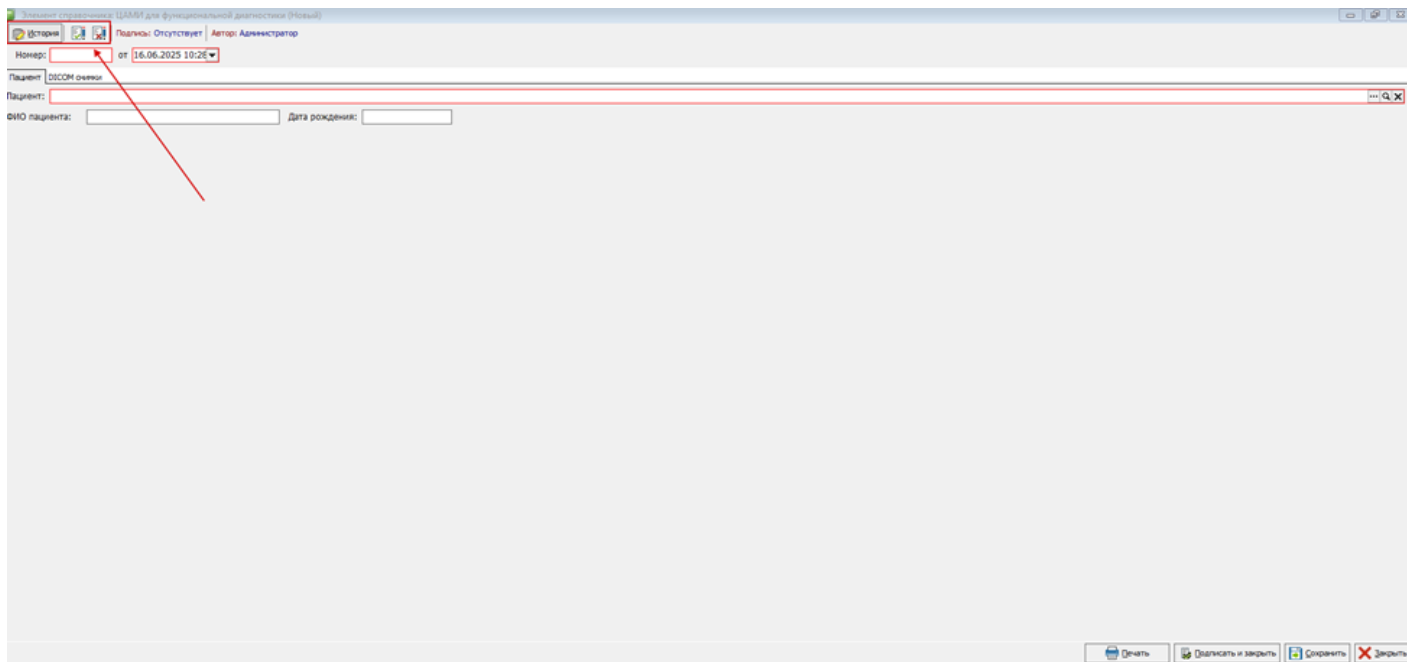 Элемент справочника: ЦАМИ для функциональной диагностики (Новый)
История Подпись: Отсутствует Автор: Администратор
Номер: от 16.06.2025 10:28
Пациент DICOM снимки
Пациент:
ФИО пациента: Дата рождения:
Печать Подписать и закрыть Сохранить Закрыть